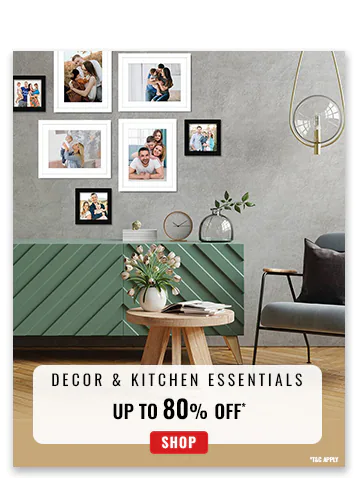 DECOR & KITCHEN ESSENTIALS
UP TO 80% OFF*
SHOP
*T&C APPLY